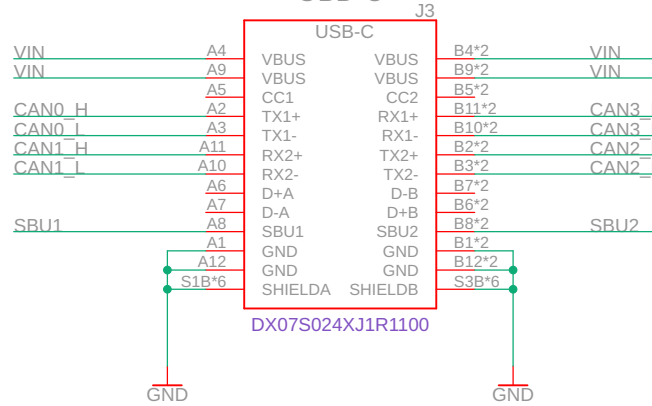 J3
USB-C
VIN A4 VBUS VBUS B4*2 VIN
VIN A9 VBUS VBUS B9*2 VIN
A5 CC1 CC2 B5*2
CAN0_H A2 TX1+ RX1+ B11*2 CAN3_
CAN0_L A3 TX1- RX1- B10*2 CAN3_
CAN1_H A11 RX2+ TX2+ B2*2 CAN2_
CAN1_L A10 RX2- TX2- B3*2 CAN2_
A6 D+A D-B B7*2
A7 D-A D+B B6*2
SBU1 A8 SBU1 SBU2 B8*2 SBU2
A1 GND GND B1*2
A12 GND GND B12*2
S1B*6 SHIELDA SHIELDB S3B*6
DX07S024XJ1R1100
GND GND